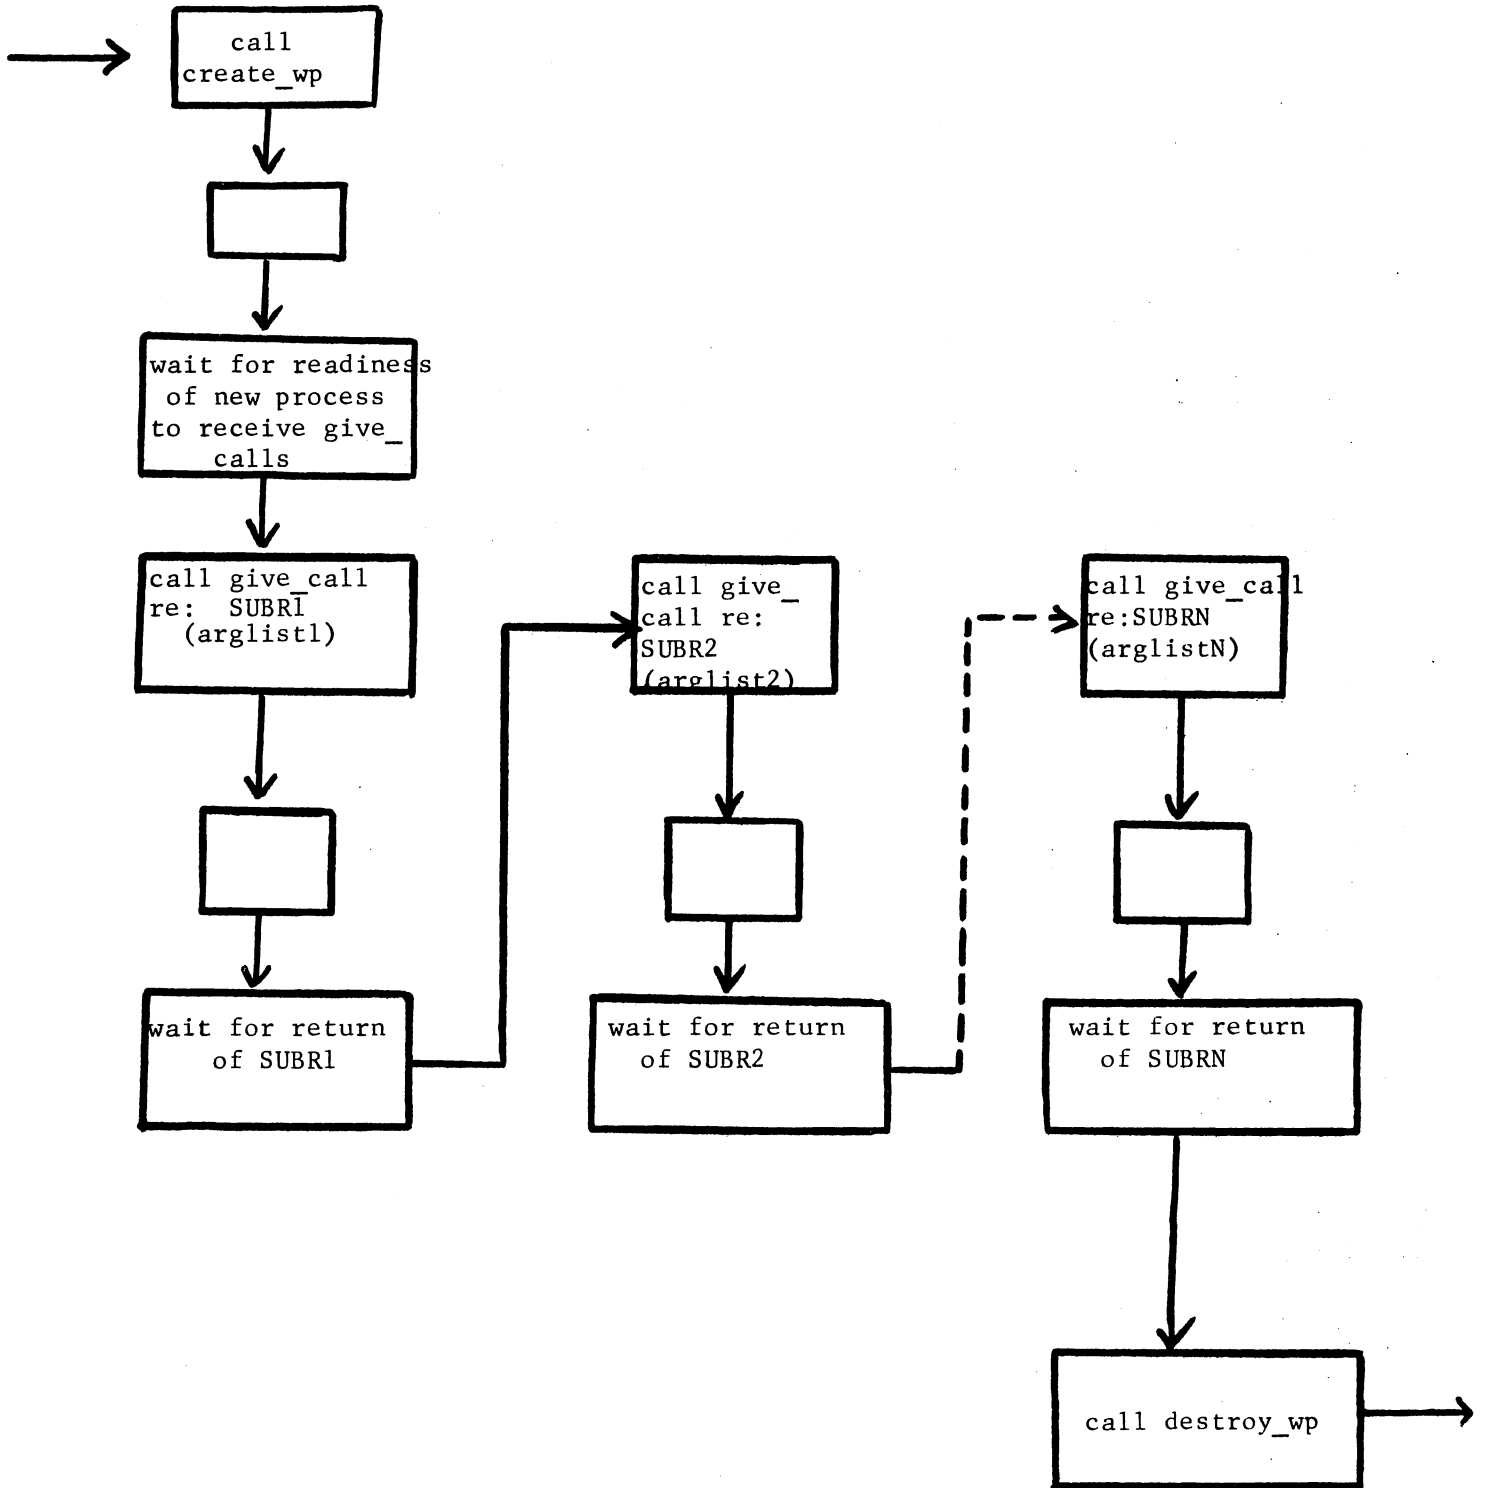 call
create_wp
wait for readiness
of new process
to receive give_
calls
call give_call
re: SUBR1
(arglist1)
wait for return
of SUBR1
call give_
call re:
SUBR2
(arglist2)
wait for return
of SUBR2
call give_call
re:SUBRN
(arglistN)
wait for return
of SUBRN
call destroy_wp